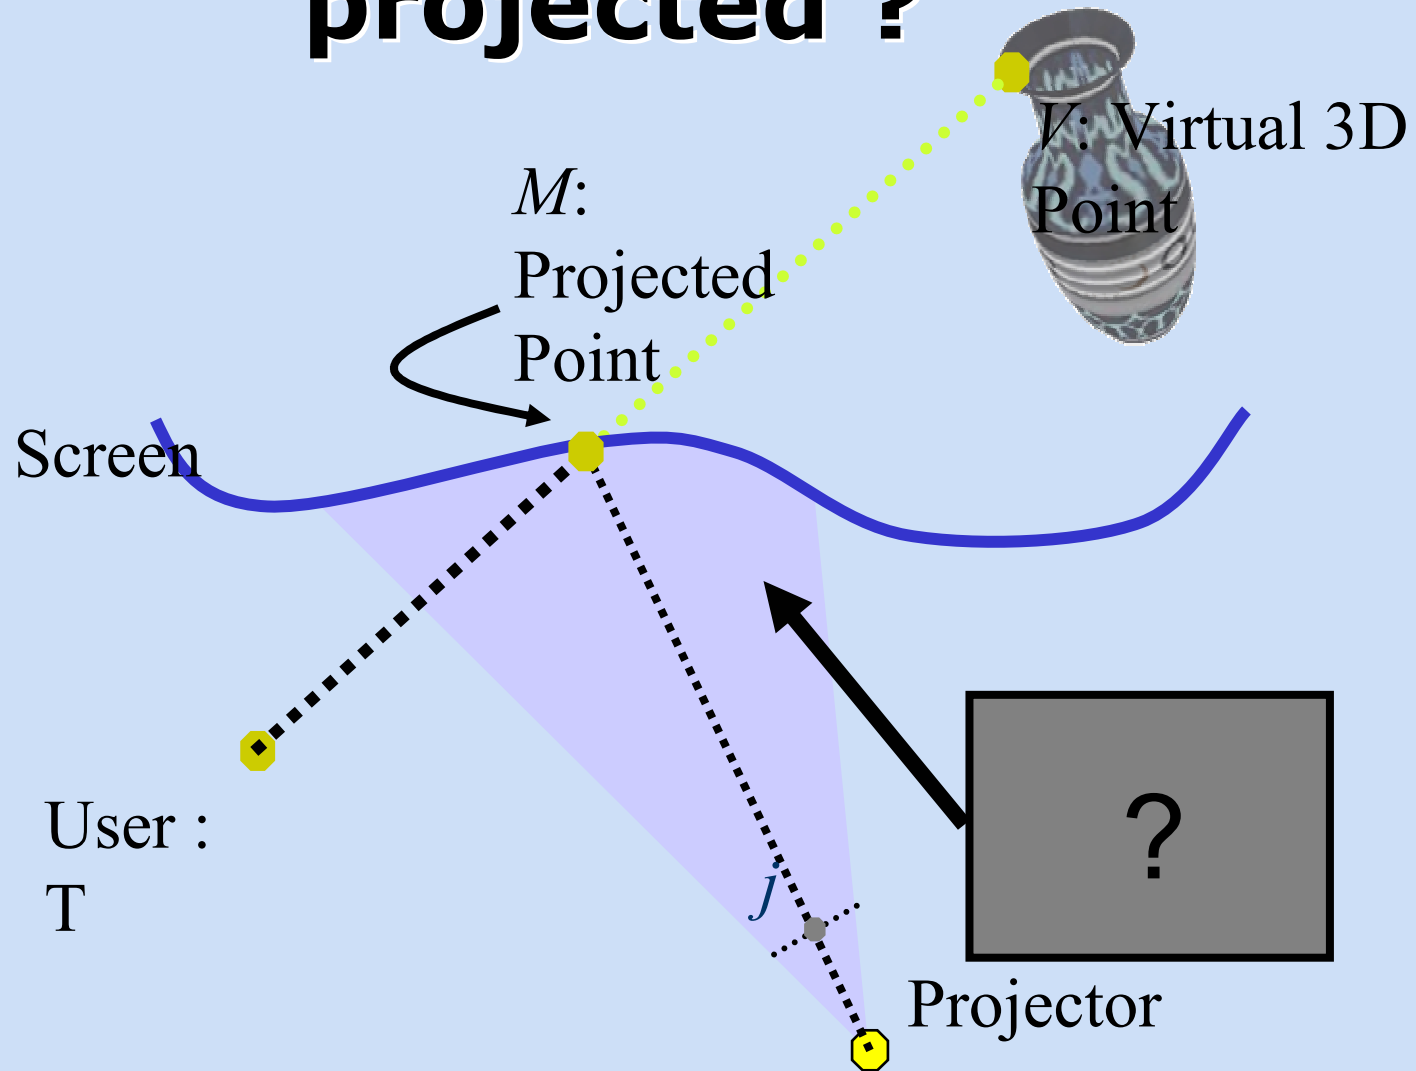 projected ?
V: Virtual 3D
Point
M:
Projected
Point
Screen
User :
T
j
?
Projector